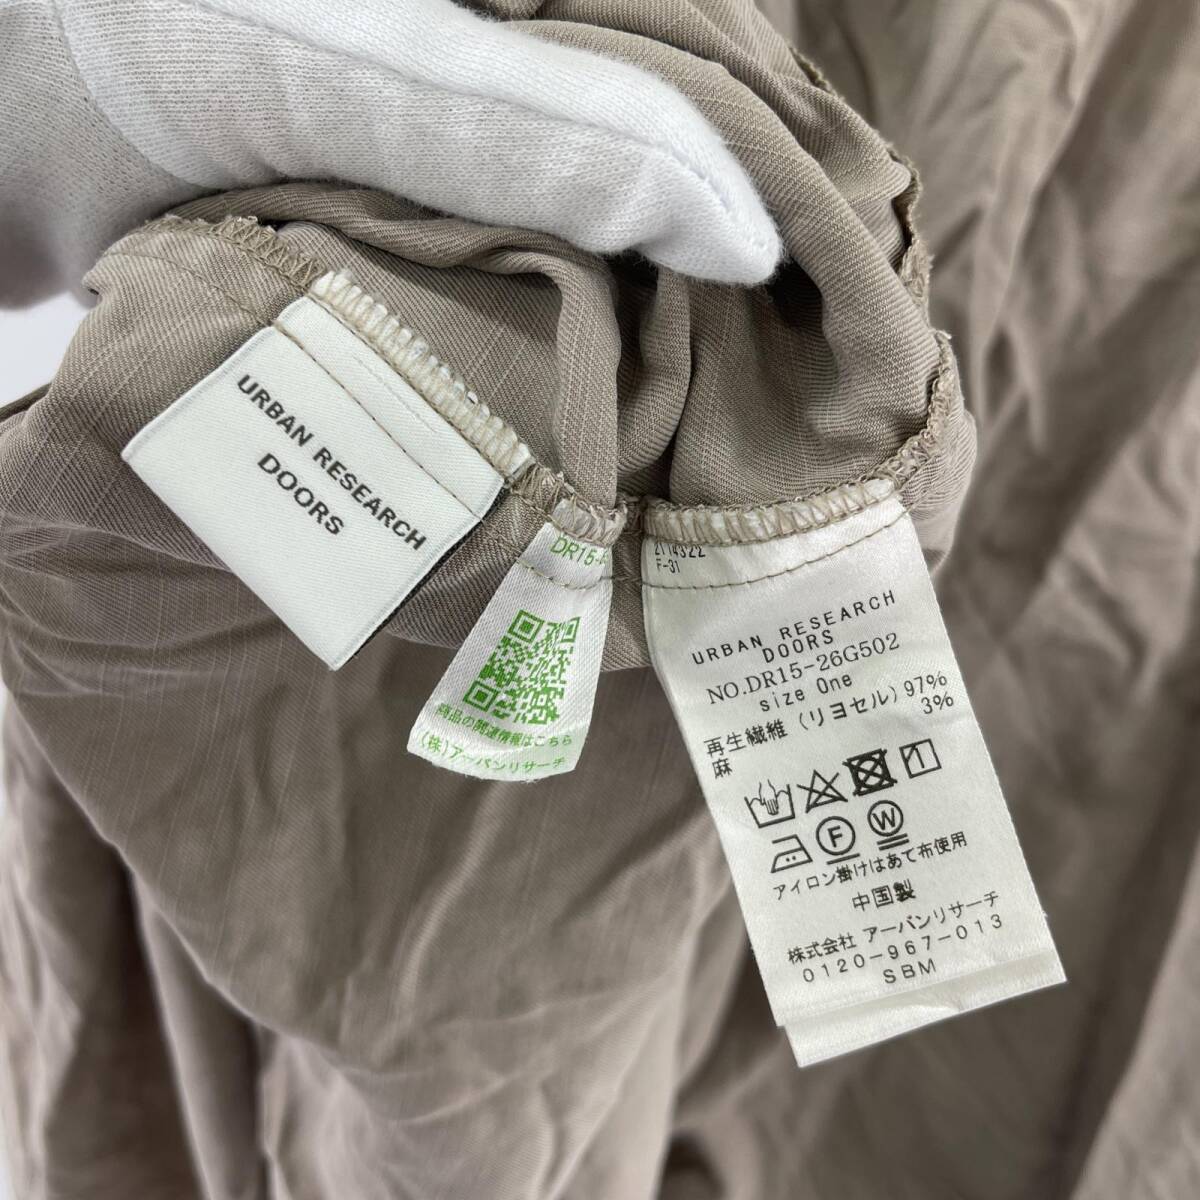 URBAN RESEARCH
DOORS
DR15-
商品の関連情報はこちら
(株)アーバンリサーチ
2114322
F-31
URBAN RESEARCH
DOORS
NO.DR15-26G502
size One
再生繊維 (リヨセル) 97%
麻 3%
1
F W
アイロン掛けはあて布使用
中国製
株式会社 アーバンリサーチ
0120-967-013
SBM